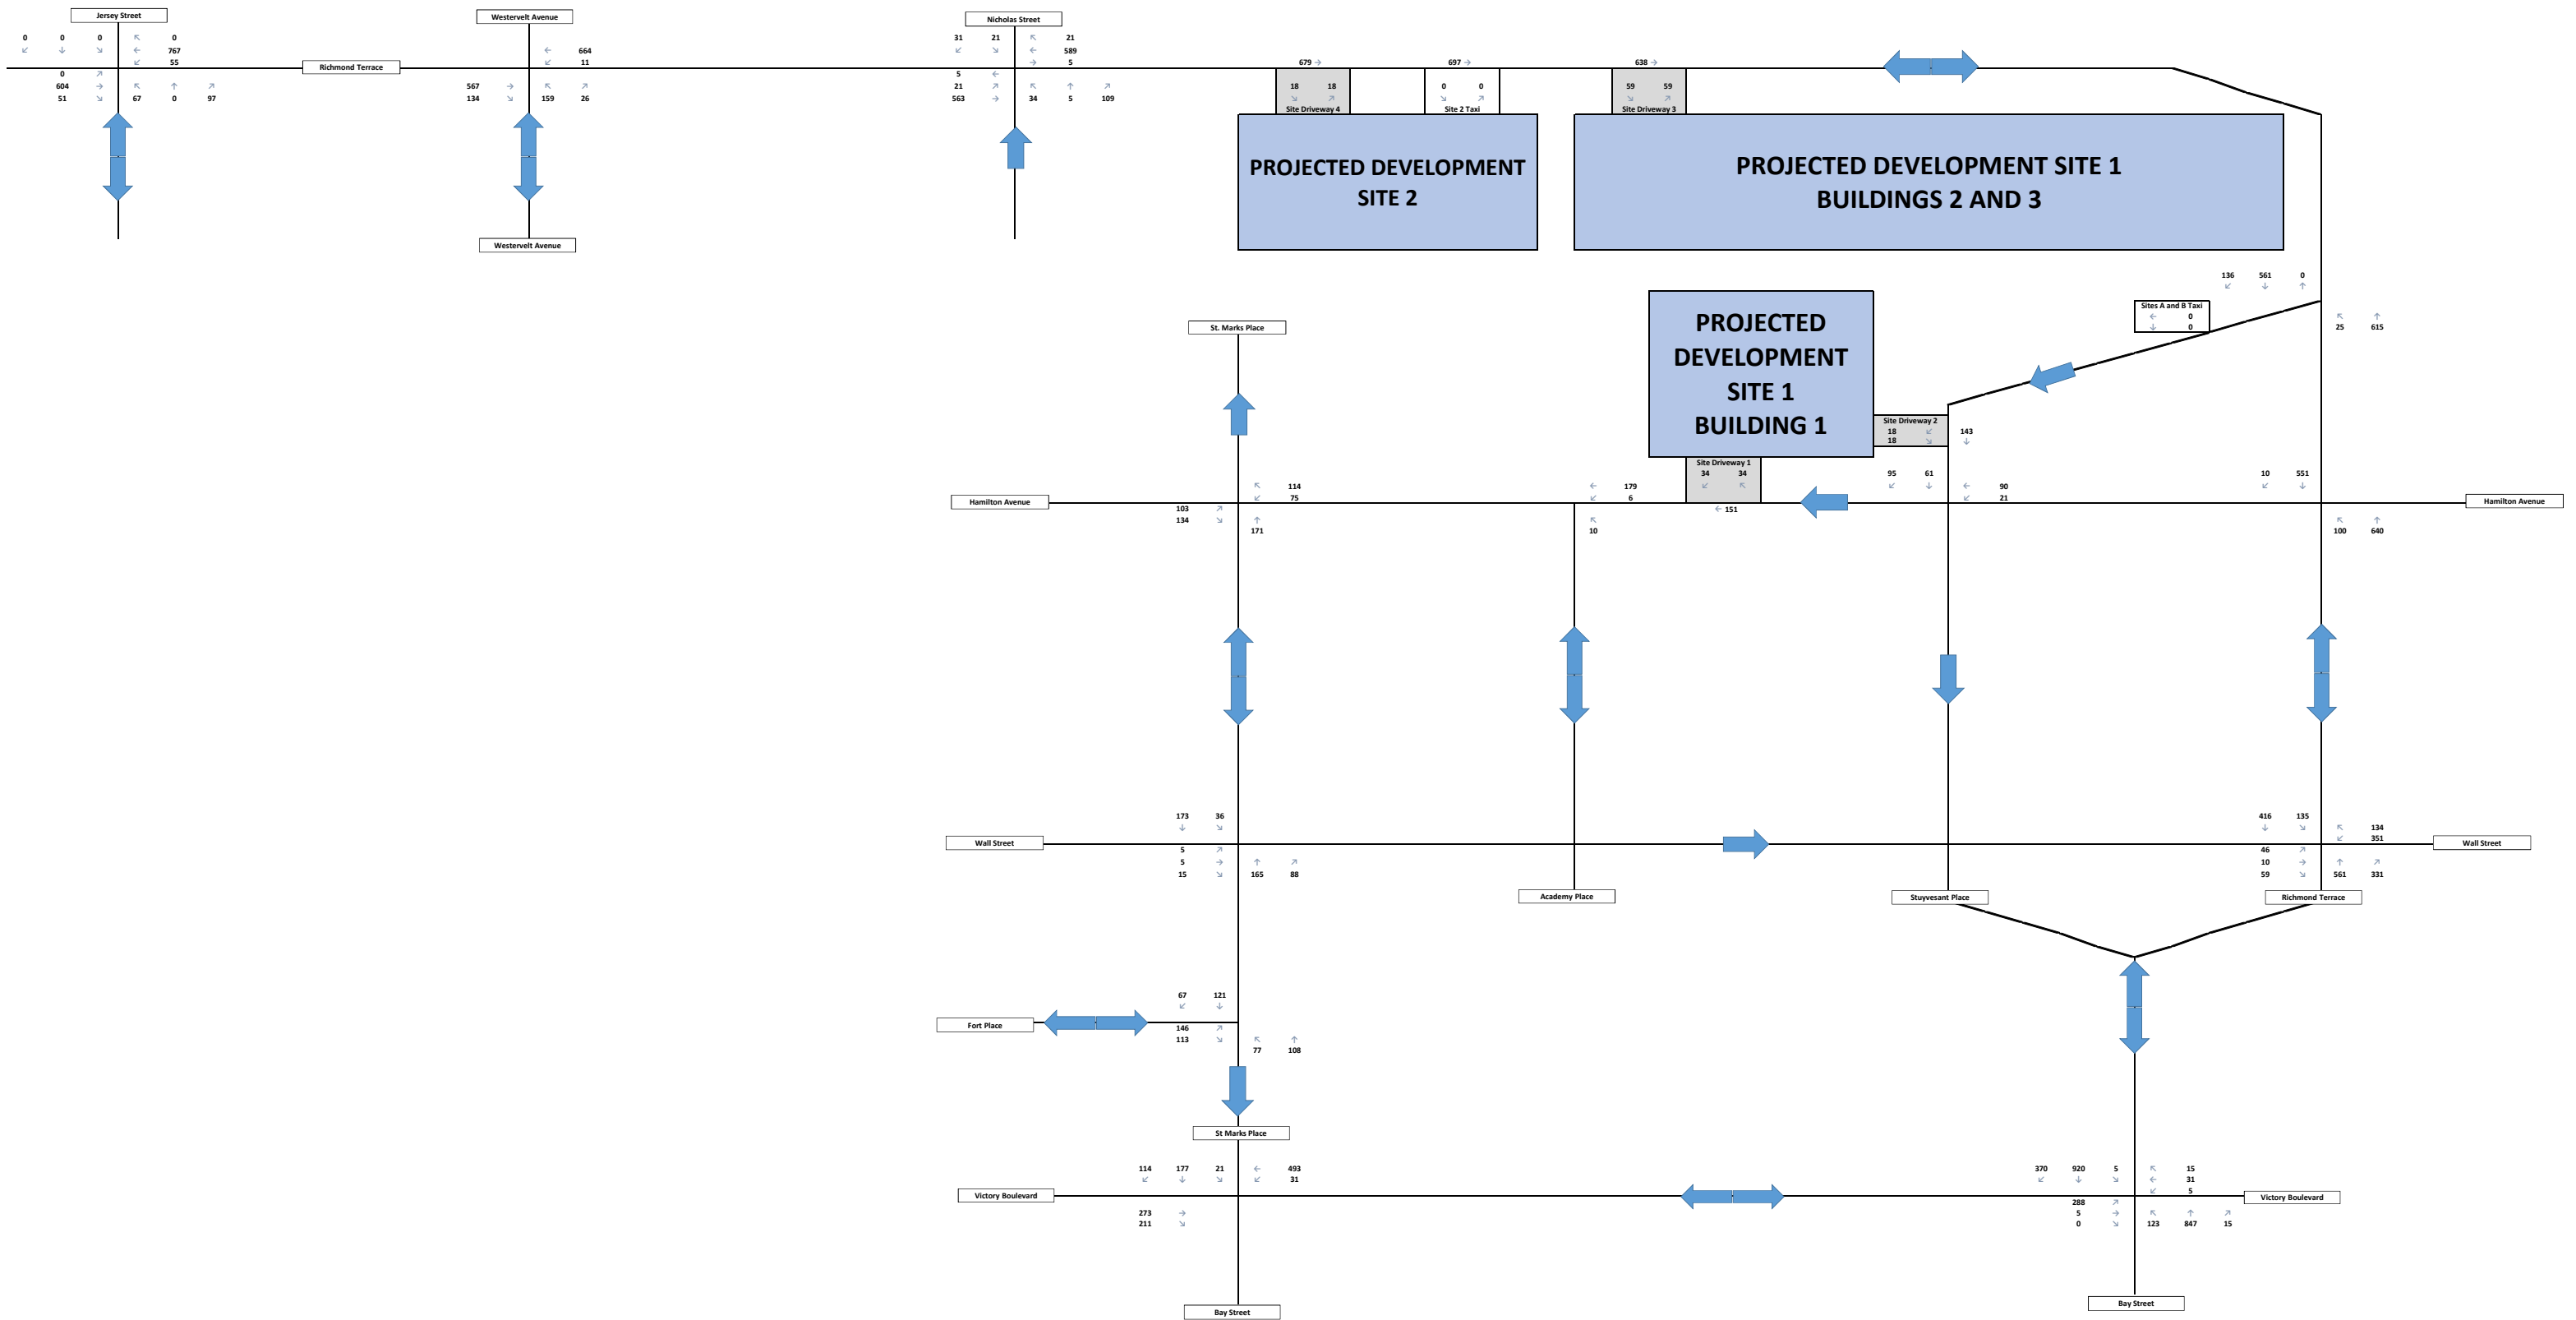 Jersey Street
Westervelt Avenue
Nicholas Street
0 0 0 ↖ 0
↙ ↓ ↘ ← 767
↙ 55
Richmond Terrace
0 ↗
604 → ↖ ↑ ↗
51 ↘ 67 0 97
← 664
↙ 11
567 → ↖ ↗
134 ↘ 159 26
Westervelt Avenue
31 21 ↖ 21
↙ ↘ ← 589
→ 5
5 ←
21 ↗ ↖ ↑ ↗
563 → 34 5 109
679 →
697 →
638 →
18 18
↘ ↗
Site Driveway 4
0 0
↘ ↗
Site 2 Taxi
59 59
↘ ↗
Site Driveway 3
PROJECTED DEVELOPMENT
SITE 2
PROJECTED DEVELOPMENT SITE 1
BUILDINGS 2 AND 3
136 561 0
↙ ↓ ↑
Sites A and B Taxi
← 0
↓ 0
↖ ↑
25 615
St. Marks Place
PROJECTED
DEVELOPMENT
SITE 1
BUILDING 1
Site Driveway 2
18 ↙ 143
18 ↘ ↓
Site Driveway 1
34 34
↙ ↖
← 151
Hamilton Avenue
↖ 114
↙ 75
103 ↗
134 ↘ ↑
171
← 179
↙ 6
↖
10
95 61
↙ ↓ ← 90
↙ 21
10 551
↙ ↓
↖ ↑
100 640
Hamilton Avenue
Wall Street
173 36
↓ ↘
5 ↗
5 → ↑ ↗
15 ↘ 165 88
416 135
↓ ↘ ↖ 134
↙ 351
46 ↗
10 → ↑ ↗
59 ↘ 561 331
Wall Street
Academy Place
Stuyvesant Place
Richmond Terrace
67 121
↙ ↓
Fort Place
146 ↗
113 ↘ ↖ ↑
77 108
St Marks Place
114 177 21 ← 493
↙ ↓ ↘ ↙ 31
Victory Boulevard
273 →
211 ↘
370 920 5 ↖ 15
↙ ↓ ↘ ← 31
↙ 5
288 ↗
5 → ↖ ↑ ↗
0 ↘ 123 847 15
Victory Boulevard
Bay Street
Bay Street